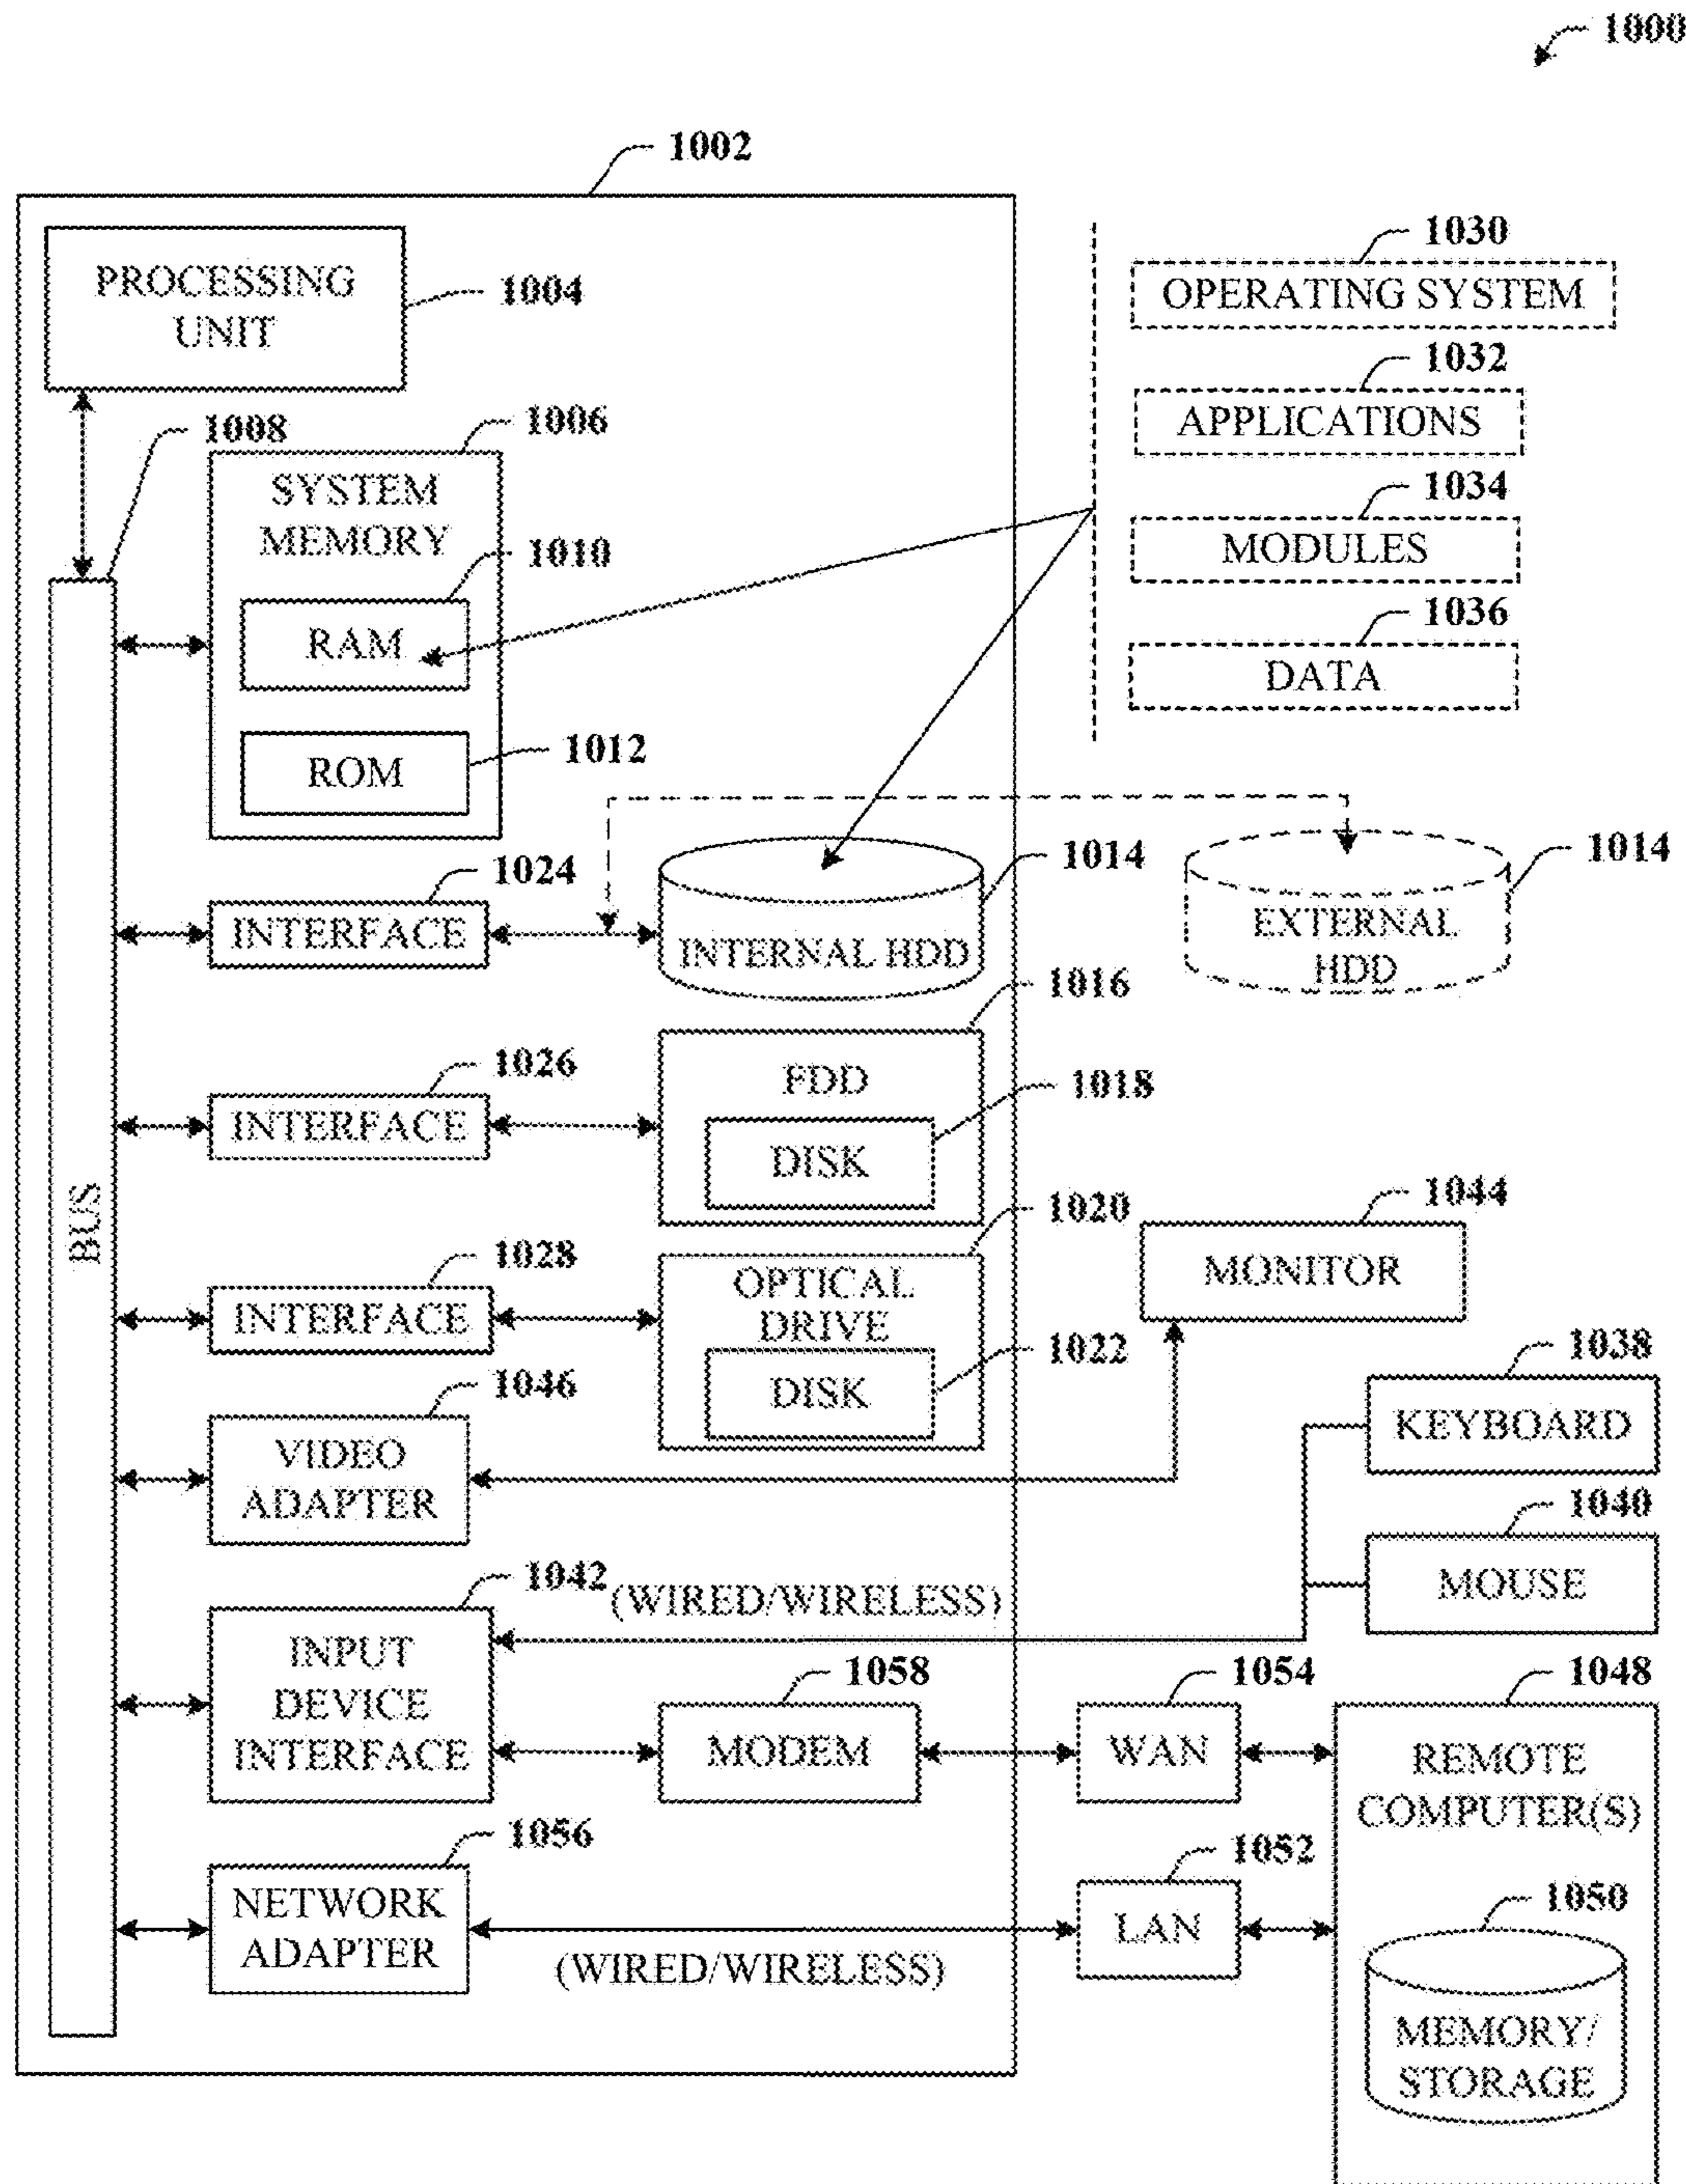 1000
1002
PROCESSING
UNIT
1004
1030
OPERATING SYSTEM
1032
APPLICATIONS
1034
MODULES
1036
DATA
1008
1006
SYSTEM
MEMORY
1010
RAM
1012
ROM
BUS
1024
INTERFACE
1014
INTERNAL HDD
1014
EXTERNAL
HDD
1026
INTERFACE
1016
FDD
1018
DISK
1028
INTERFACE
1020
OPTICAL
DRIVE
1022
DISK
1044
MONITOR
1046
VIDEO
ADAPTER
1038
KEYBOARD
1040
MOUSE
1042
(WIRED/WIRELESS)
INPUT
DEVICE
INTERFACE
1058
MODEM
1054
WAN
1048
REMOTE
COMPUTER(S)
1056
NETWORK
ADAPTER
(WIRED/WIRELESS)
1052
LAN
1050
MEMORY/
STORAGE